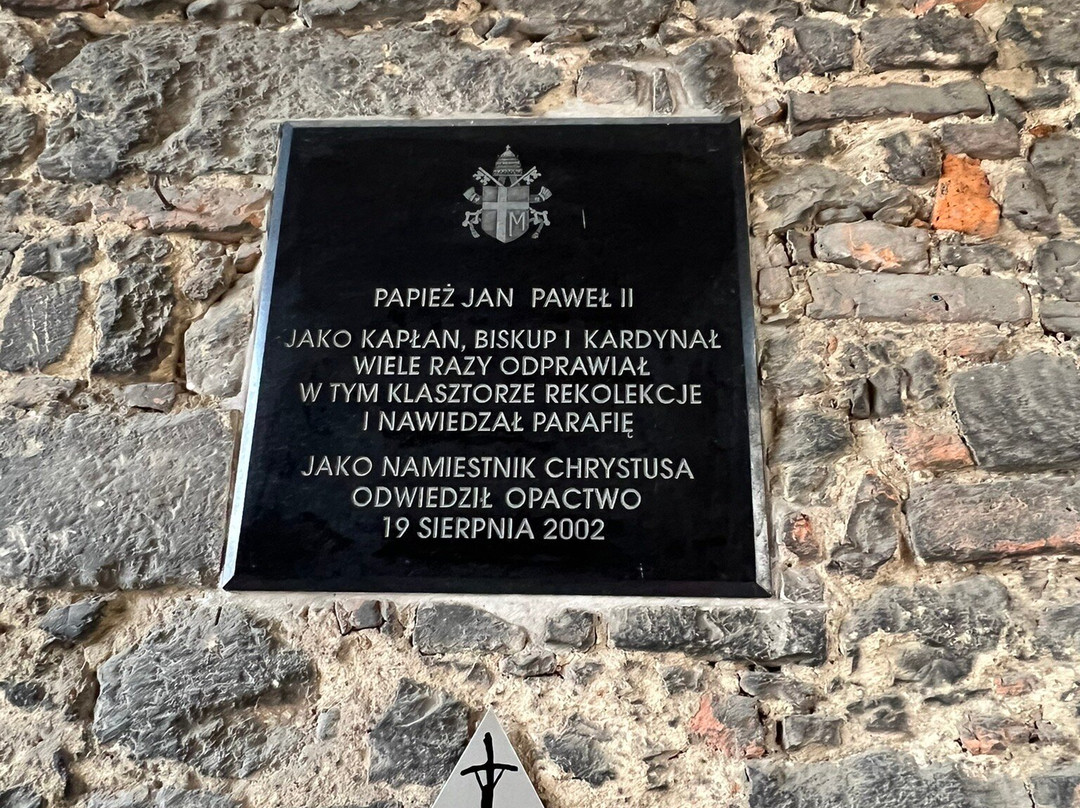 M
PAPIEŻ JAN PAWEŁ II
JAKO KAPŁAN, BISKUP I KARDYNAŁ
WIELE RAZY ODPRAWIAŁ
W TYM KLASZTORZE REKOLEKCJE
I NAWIEDZAŁ PARAFIĘ
JAKO NAMIESTNIK CHRYSTUSA
ODWIEDZIŁ OPACTWO
19 SIERPNIA 2002